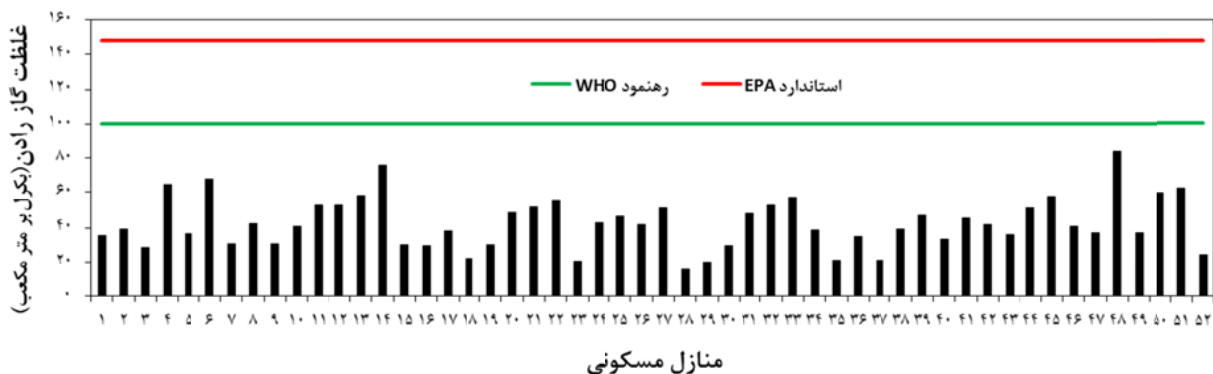 غلظت گاز رادن(بکرل بر متر مکعب)
۱۶۰
۱۴۰
۱۲۰
۱۰۰
۸۰
۶۰
۴۰
۲۰
۰
رهنمود WHO
استاندارد EPA
۱ ۲ ۳ ۴ ۵ ۶ ۷ ۸ ۹ ۱۰ ۱۱ ۱۲ ۱۳ ۱۴ ۱۵ ۱۶ ۱۷ ۱۸ ۱۹ ۲۰ ۲۱ ۲۲ ۲۳ ۲۴ ۲۵ ۲۶ ۲۷ ۲۸ ۲۹ ۳۰ ۳۱ ۳۲ ۳۳ ۳۴ ۳۵ ۳۶ ۳۷ ۳۸ ۳۹ ۴۰ ۴۱ ۴۲ ۴۳ ۴۴ ۴۵ ۴۶ ۴۷ ۴۸ ۴۹ ۵۰ ۵۱ ۵۲
منازل مسکونی